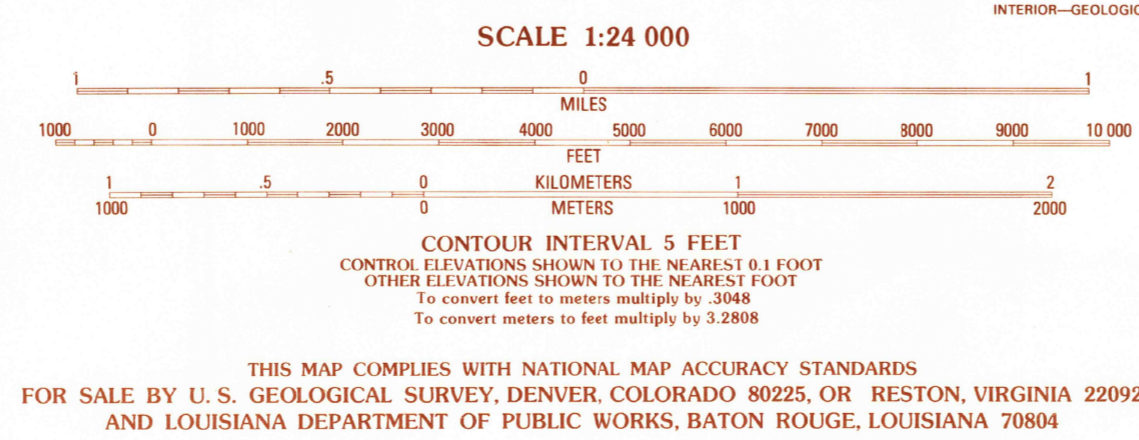 INTERIOR—GEOLOGIC
SCALE 1:24 000
1 .5 0 1
MILES
1000 0 1000 2000 3000 4000 5000 6000 7000 8000 9000 10 000
FEET
1 .5 0 KILOMETERS 1 2
1000 0 METERS 1000 2000
CONTOUR INTERVAL 5 FEET
CONTROL ELEVATIONS SHOWN TO THE NEAREST 0.1 FOOT
OTHER ELEVATIONS SHOWN TO THE NEAREST FOOT
To convert feet to meters multiply by .3048
To convert meters to feet multiply by 3.2808
THIS MAP COMPLIES WITH NATIONAL MAP ACCURACY STANDARDS
FOR SALE BY U. S. GEOLOGICAL SURVEY, DENVER, COLORADO 80225, OR RESTON, VIRGINIA 22092
AND LOUISIANA DEPARTMENT OF PUBLIC WORKS, BATON ROUGE, LOUISIANA 70804